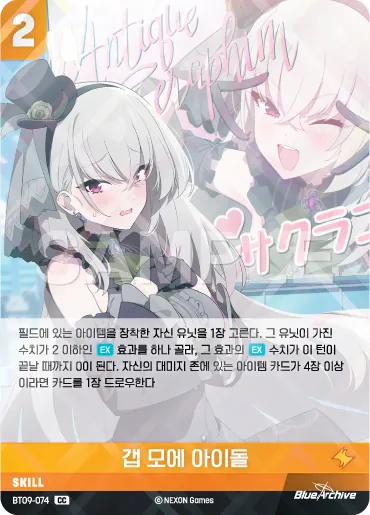 2
Antique
Seraphim
サクラコ
SAMPLE
필드에 있는 아이템을 장착한 자신 유닛을 1장 고른다. 그 유닛이 가진
수치가 2 이하인 EX 효과를 하나 골라, 그 효과의 EX 수치가 이 턴이
끝날 때까지 0이 된다. 자신의 대미지 존에 있는 아이템 카드가 4장 이상
이라면 카드를 1장 드로우한다
갭 모에 아이돌
SKILL
BT09-074 CC
© NEXON Games
BlueArchive